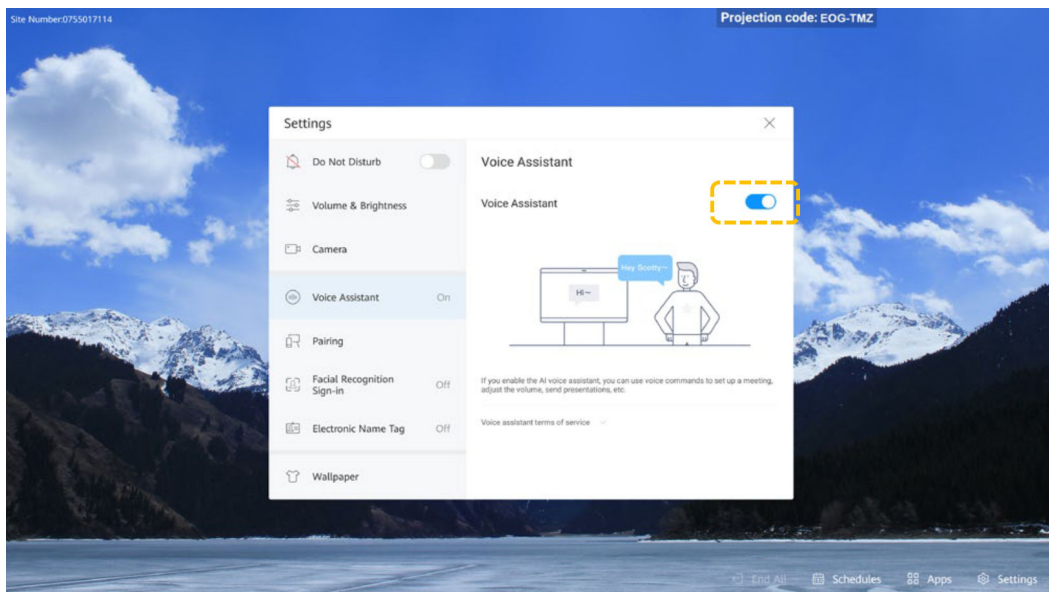 Site Number:0755017114
Projection code: EOG-TMZ
Settings
Do Not Disturb
Volume & Brightness
Camera
Voice Assistant On
Pairing
Facial Recognition
Sign-in
Off
Electronic Name Tag Off
Wallpaper
Voice Assistant
Voice Assistant
Hey Scotty~
Hi~
If you enable the AI voice assistant, you can use voice commands to set up a meeting,
adjust the volume, send presentations, etc.
Voice assistant terms of service
End All
Schedules
Apps
Settings